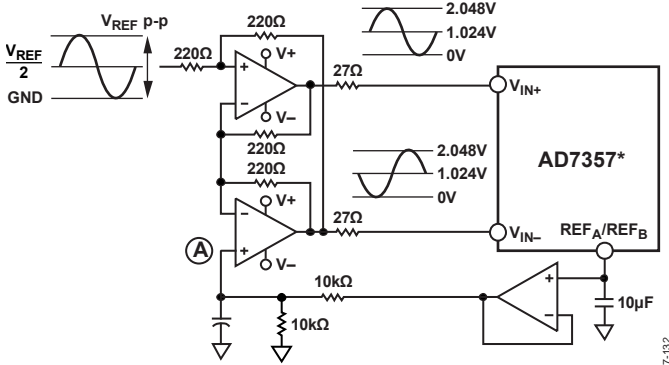 V_REF p-p
V_REF
2
GND
220Ω
220Ω
V+
+
–
V–
220Ω
220Ω
V+
–
+
V–
A
27Ω
27Ω
2.048V
1.024V
0V
2.048V
1.024V
0V
V_IN+
AD7357*
V_IN–
REF_A/REF_B
10kΩ
10kΩ
+
–
10µF
7-132